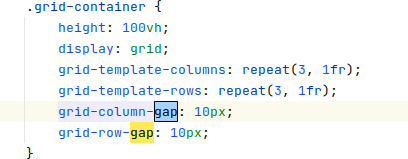 .grid-container {
    height: 100vh;
    display: grid;
    grid-template-columns: repeat(3, 1fr);
    grid-template-rows: repeat(3, 1fr);
    grid-column-gap: 10px;
    grid-row-gap: 10px;
}